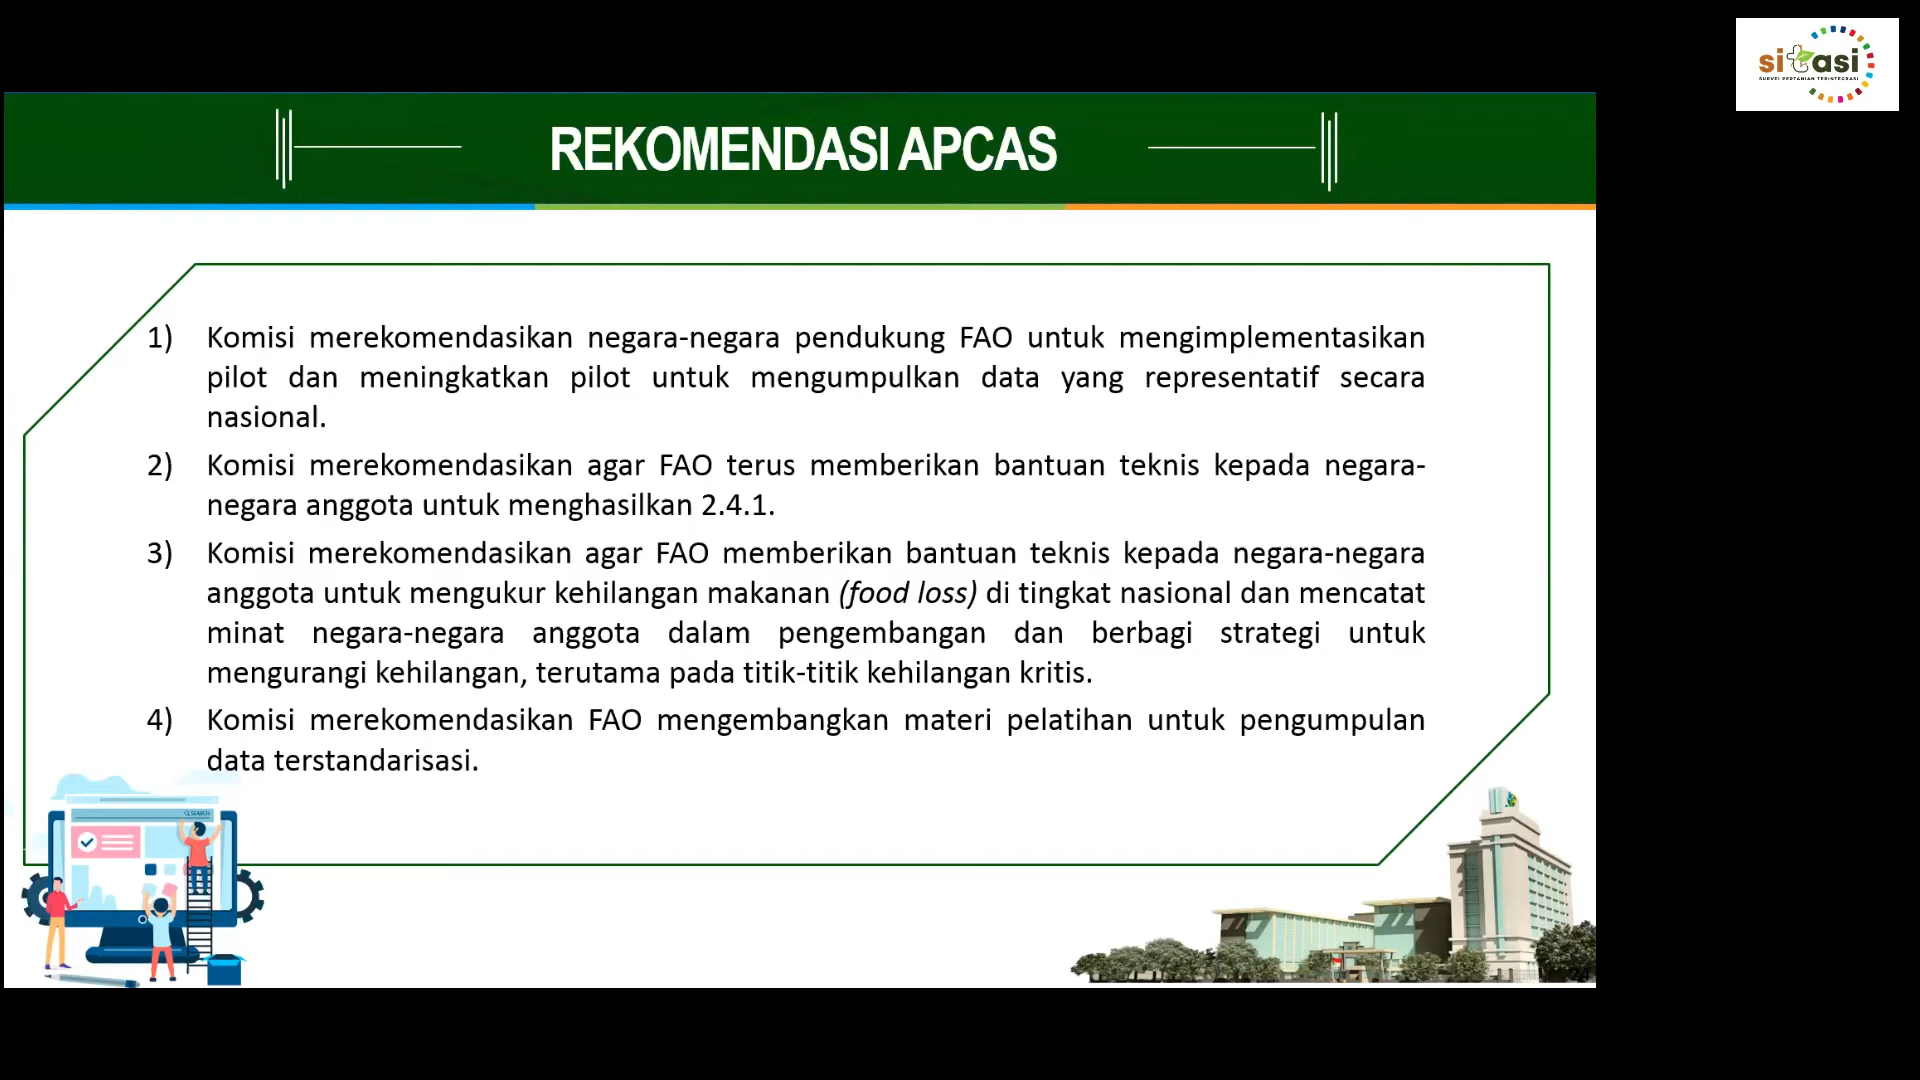 sitasi
SURVEI PERTANIAN TERINTEGRASI
REKOMENDASI APCAS
1) Komisi merekomendasikan negara-negara pendukung FAO untuk mengimplementasikan
pilot dan meningkatkan pilot untuk mengumpulkan data yang representatif secara
nasional.
2) Komisi merekomendasikan agar FAO terus memberikan bantuan teknis kepada negara-
negara anggota untuk menghasilkan 2.4.1.
3) Komisi merekomendasikan agar FAO memberikan bantuan teknis kepada negara-negara
anggota untuk mengukur kehilangan makanan (food loss) di tingkat nasional dan mencatat
minat negara-negara anggota dalam pengembangan dan berbagi strategi untuk
mengurangi kehilangan, terutama pada titik-titik kehilangan kritis.
4) Komisi merekomendasikan FAO mengembangkan materi pelatihan untuk pengumpulan
data terstandarisasi.
SEARCH